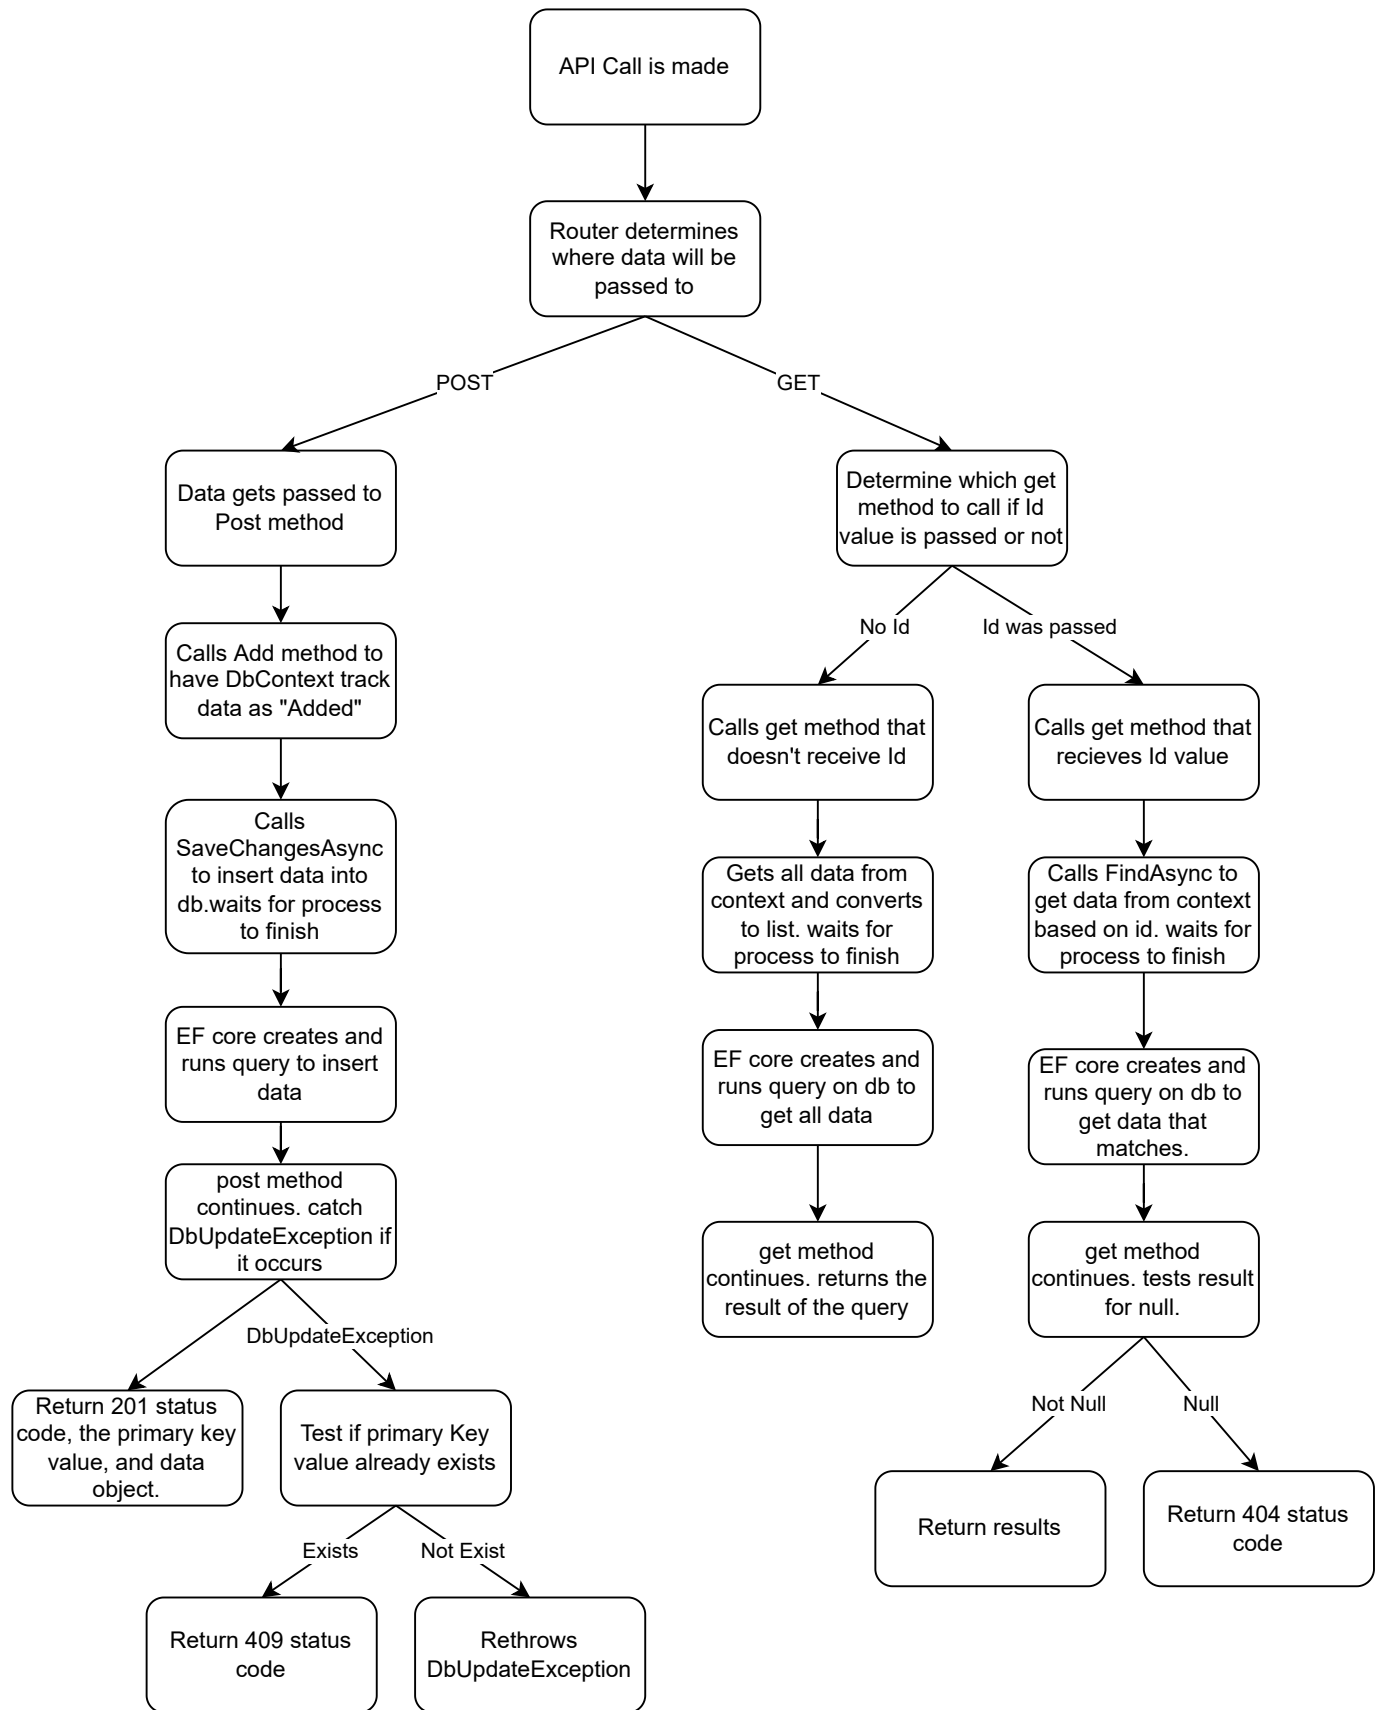 API Call is made
Router determines
where data will be
passed to
POST
GET
Data gets passed to
Post method
Determine which get
method to call if Id
value is passed or not
Calls Add method to
have DbContext track
data as "Added"
No Id
Id was passed
Calls get method that
doesn't receive Id
Calls get method that
recieves Id value
Calls
SaveChangesAsync
to insert data into
db.waits for process
to finish
Gets all data from
context and converts
to list. waits for
process to finish
Calls FindAsync to
get data from context
based on id. waits for
process to finish
EF core creates and
runs query to insert
data
EF core creates and
runs query on db to
get all data
EF core creates and
runs query on db to
get data that
matches.
post method
continues. catch
DbUpdateException if
it occurs
get method
continues. returns the
result of the query
get method
continues. tests result
for null.
DbUpdateException
Return 201 status
code, the primary key
value, and data
object.
Test if primary Key
value already exists
Not Null
Null
Return results
Return 404 status
code
Exists
Not Exist
Return 409 status
code
Rethrows
DbUpdateException